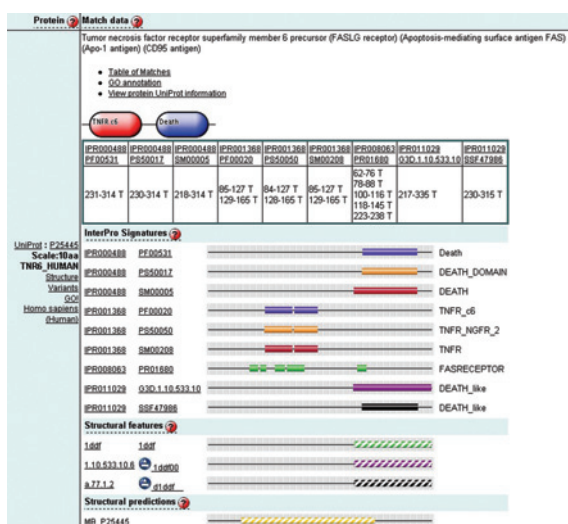 Protein Match data
Tumor necrosis factor receptor superfamily member 6 precursor (FASLG receptor) (Apoptosis-mediating surface antigen FAS)
(Apo-1 antigen) (CD95 antigen)
Table of Matches
GO annotation
View protein UniProt information
TNFR_c6 Death
IPR000488 IPR000488 IPR000488 IPR001368 IPR001368 IPR001368 IPR008063 IPR011029 IPR011029
PF00531 PS50017 SM00005 PF00020 PS50050 SM00208 PR01680 G3D.1.10.533.10 SSF47986
231-314 T 230-314 T 218-314 T 85-127 T 129-165 T 84-127 T 128-165 T 85-127 T 129-165 T 62-76 T 78-88 T 100-116 T 118-145 T 223-238 T 217-335 T 230-315 T
InterPro Signatures
UniProt : P25445
Scale:10aa
TNR6_HUMAN
Structure
Variants
GO!
Homo sapiens
(Human)
IPR000488 PF00531 Death
IPR000488 PS50017 DEATH_DOMAIN
IPR000488 SM00005 DEATH
IPR001368 PF00020 TNFR_c6
IPR001368 PS50050 TNFR_NGFR_2
IPR001368 SM00208 TNFR
IPR008063 PR01680 FASRECEPTOR
IPR011029 G3D.1.10.533.10 DEATH_like
IPR011029 SSF47986 DEATH_like
Structural features
1ddf 1ddf
1.10.533.10.6 1ddf00
a.77.1.2 d1ddf__
Structural predictions
MB_P25445